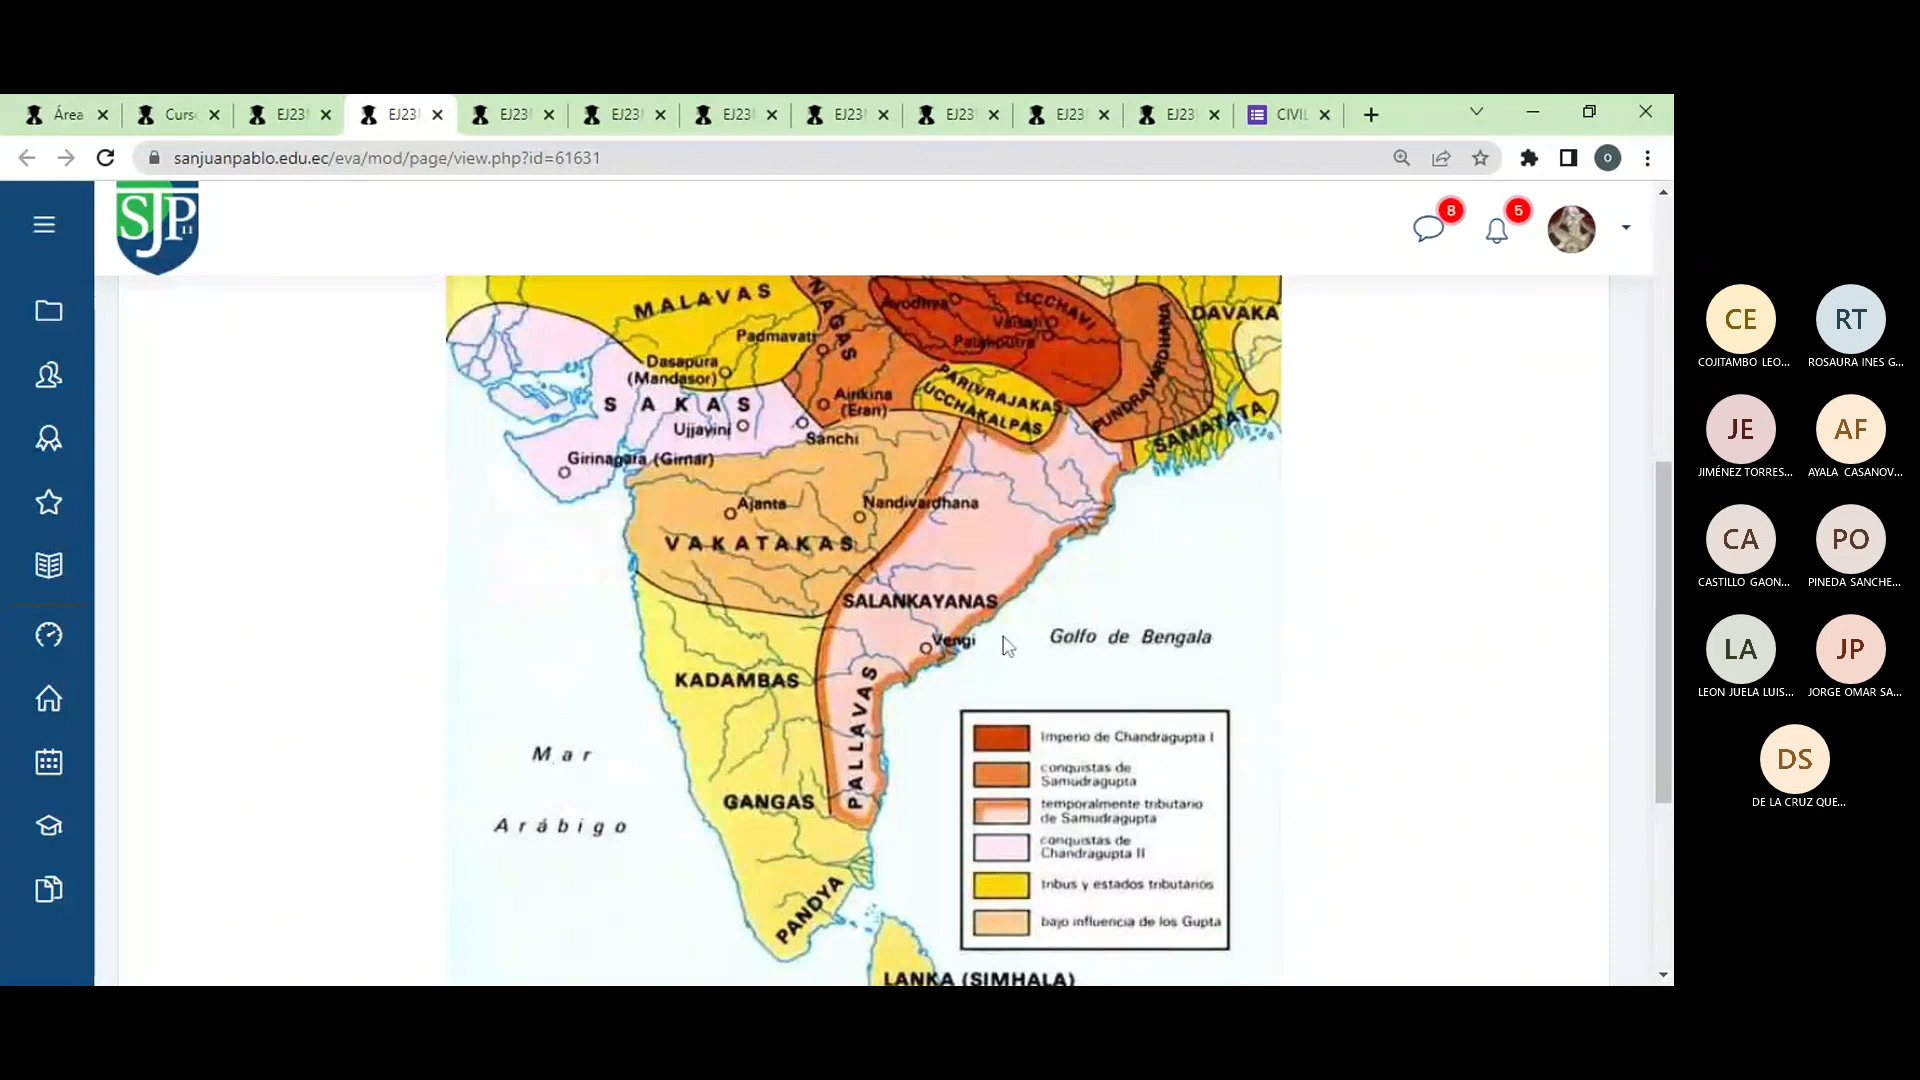 Área
Curs
EJ23
EJ23
EJ23
EJ23
EJ23
EJ23
EJ23
EJ23
EJ23
CIVIL
sanjuanpablo.edu.ec/eva/mod/page/view.php?id=61631
O
SJP
II
8
5
MALAVAS
NAGAS
Ayodhya
LICCHAVI
Vaisali
Pataliputra
PUNDRAVARDHANA
DAVAKA
Padmavati
Dasapura
(Mandasor)
PARIVRAJAKAS
UCCHAKALPAS
SAKAS
Airikina
(Eran)
SAMATATA
Ujjayini
Sanchi
Girinagara (Girnar)
Ajanta
Nandivardhana
VAKATAKAS
SALANKAYANAS
Vengi
Golfo de Bengala
KADAMBAS
PALLAVAS
Mar
Arábigo
GANGAS
PANDYA
LANKA (SIMHALA)
Imperio de Chandragupta I
conquistas de
Samudragupta
temporalmente tributario
de Samudragupta
conquistas de
Chandragupta II
tribus y estados tributarios
bajo influencia de los Gupta
CE
COJITAMBO LEO...
RT
ROSAURA INES G...
JE
JIMÉNEZ TORRES...
AF
AYALA CASANOV...
CA
CASTILLO GAON...
PO
PINEDA SANCHE...
LA
LEON JUELA LUIS...
JP
JORGE OMAR SA...
DS
DE LA CRUZ QUE...